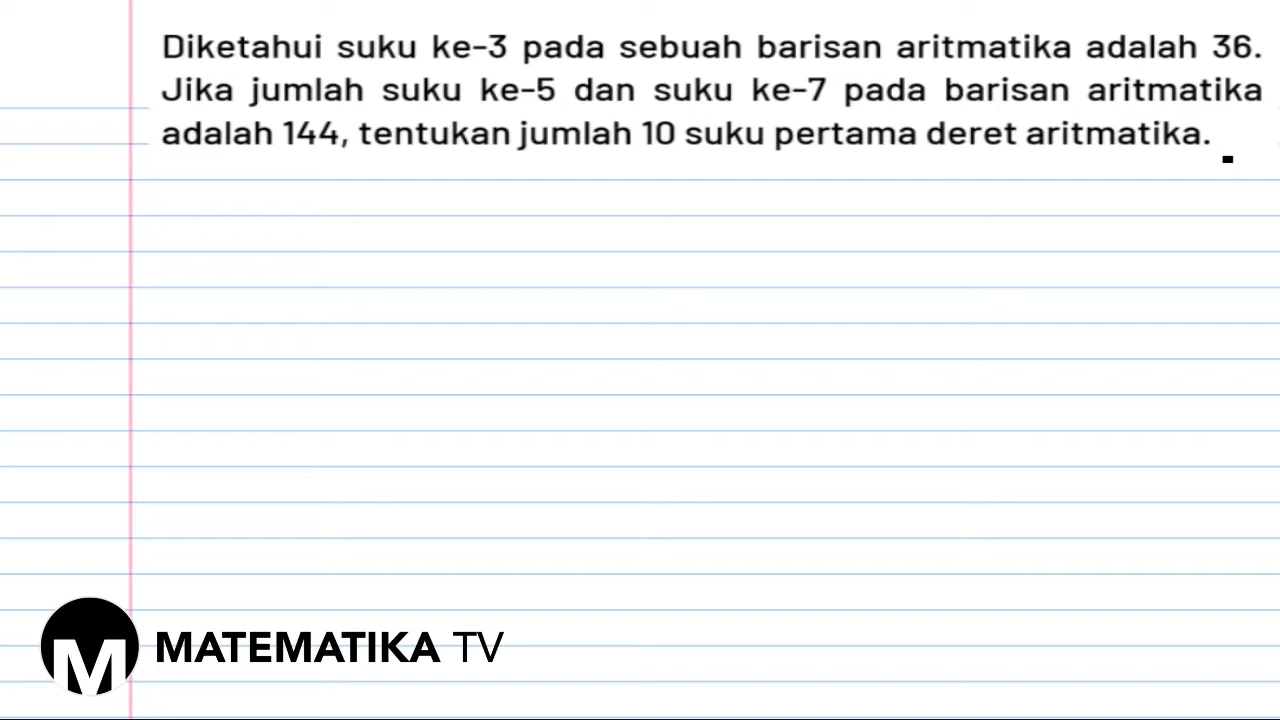 Diketahui suku ke-3 pada sebuah barisan aritmatika adalah 36.
Jika jumlah suku ke-5 dan suku ke-7 pada barisan aritmatika
adalah 144, tentukan jumlah 10 suku pertama deret aritmatika.
M MATEMATIKA TV